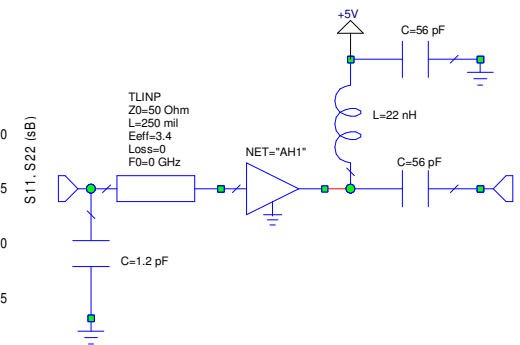 +5V
C=56 pF
TLINP
Z0=50 Ohm
L=250 mil
Eeff=3.4
Loss=0
F0=0 GHz
L=22 nH
NET="AH1"
C=56 pF
C=1.2 pF
S11, S22 (sB)
0
5
0
5